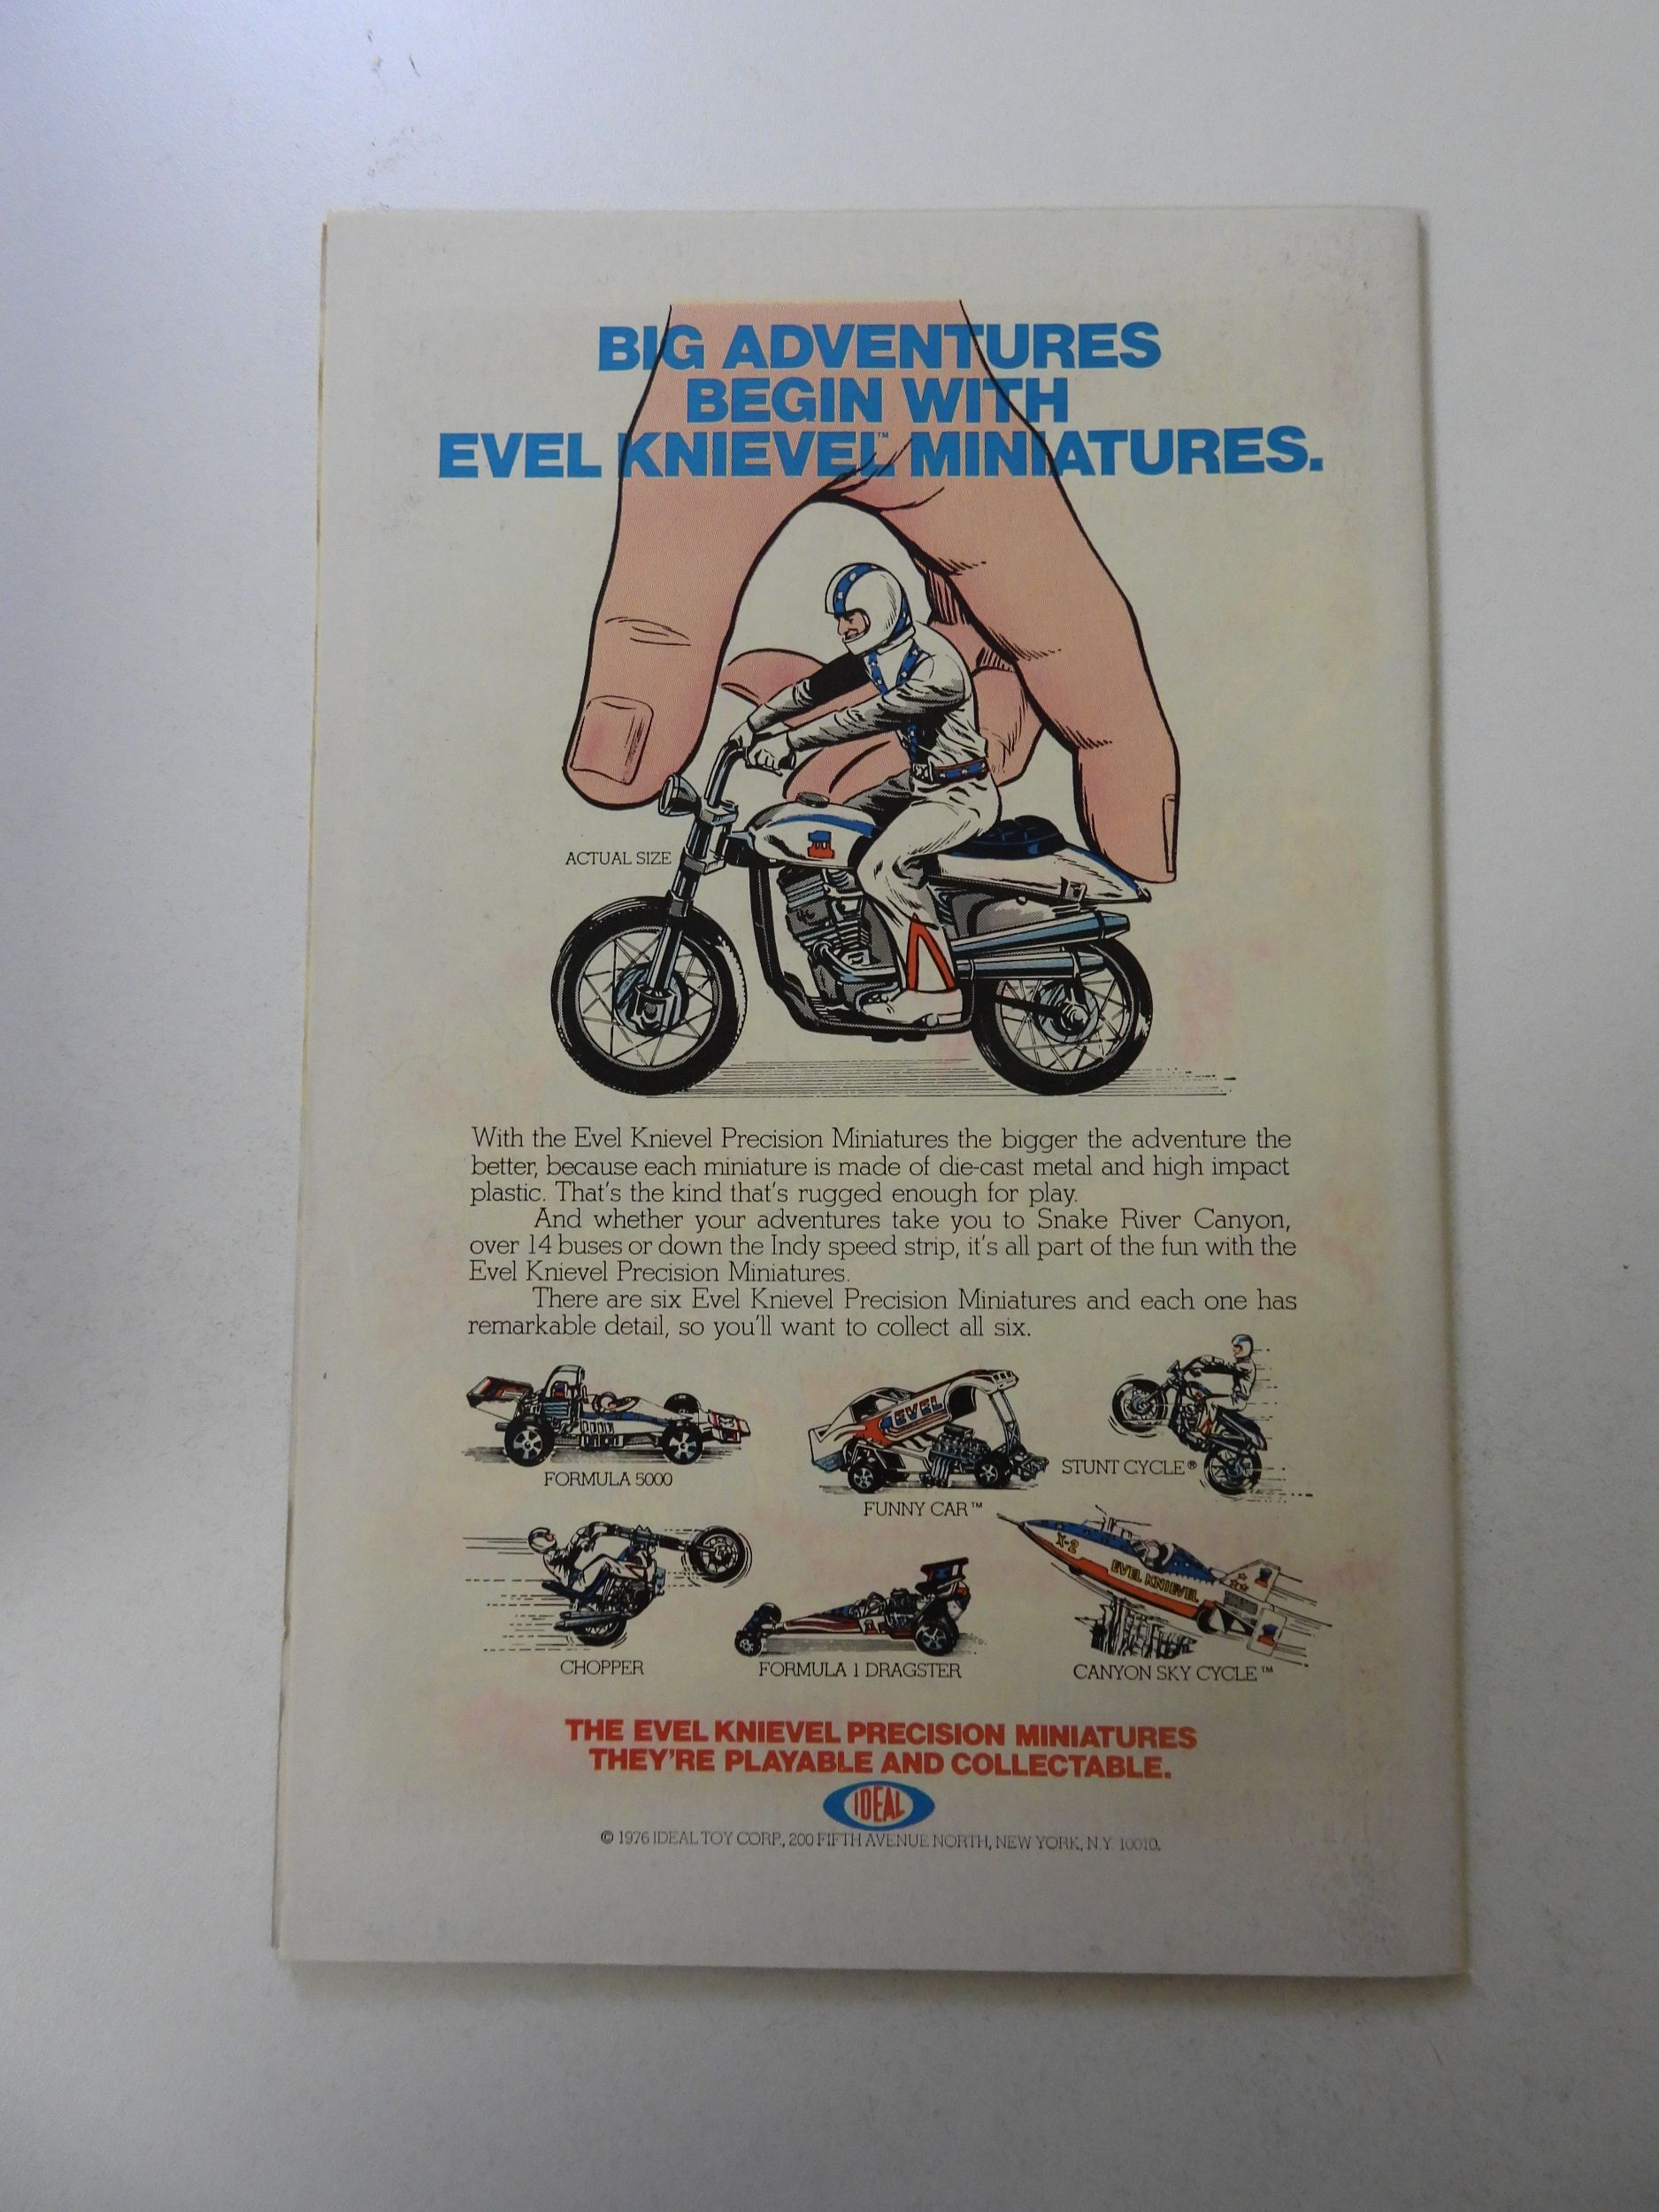 BIG ADVENTURES
BEGIN WITH
EVEL KNIEVEL™ MINIATURES.
ACTUAL SIZE
1
With the Evel Knievel Precision Miniatures the bigger the adventure the
better, because each miniature is made of die-cast metal and high impact
plastic. That's the kind that's rugged enough for play.
And whether your adventures take you to Snake River Canyon,
over 14 buses or down the Indy speed strip, it's all part of the fun with the
Evel Knievel Precision Miniatures.
There are six Evel Knievel Precision Miniatures and each one has
remarkable detail, so you'll want to collect all six.
FORMULA 5000
EVEL
FUNNY CAR™
STUNT CYCLE®
CHOPPER
1
FORMULA 1 DRAGSTER
X-2
EVEL KNIEVEL
CANYON SKY CYCLE™
THE EVEL KNIEVEL PRECISION MINIATURES
THEY'RE PLAYABLE AND COLLECTABLE.
IDEAL
© 1976 IDEAL TOY CORP., 200 FIFTH AVENUE NORTH, NEW YORK, N.Y. 10010.